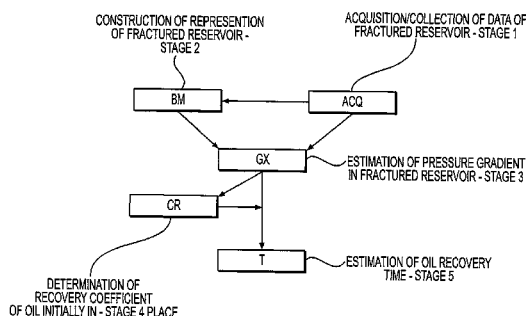 CONSTRUCTION OF REPRESENTION
OF FRACTURED RESERVOIR -
STAGE 2
ACQUISITION/COLLECTION OF DATA OF
FRACTURED RESERVOIR - STAGE 1
BM
ACQ
GX
ESTIMATION OF PRESSURE GRADIENT
IN FRACTURED RESERVOIR - STAGE 3
CR
T
ESTIMATION OF OIL RECOVERY
TIME - STAGE 5
DETERMINATION OF
RECOVERY COEFFICIENT
OF OIL INITIALLY IN - STAGE 4 PLACE